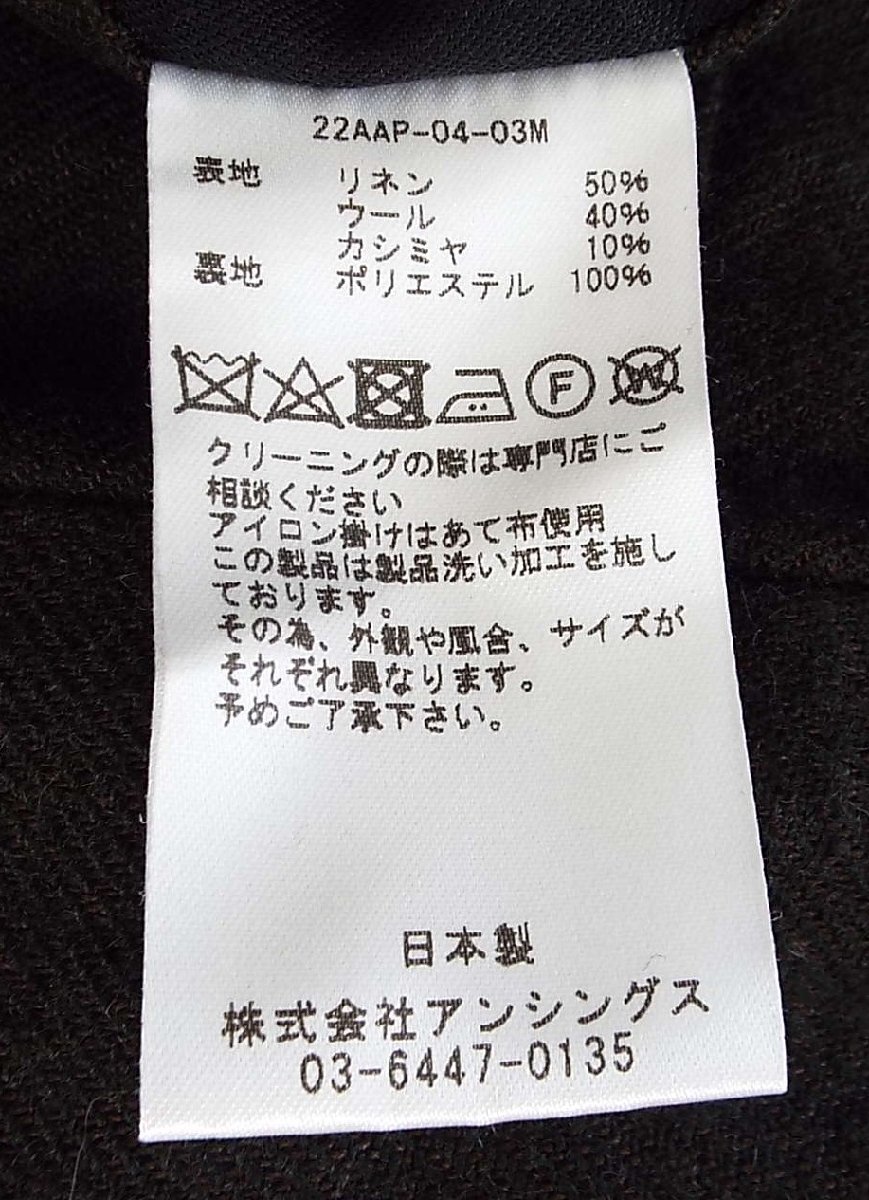 22AAP-04-03M
表地 リネン 50%
ウール 40%
カシミヤ 10%
裏地 ポリエステル 100%
F W
クリーニングの際は専門店にご
相談ください
アイロン掛けはあて布使用
この製品は製品洗い加工を施し
ております。
その為、外観や風合、サイズが
それぞれ異なります。
予めご了承下さい。
日本製
株式会社アンシングス
03-6447-0135